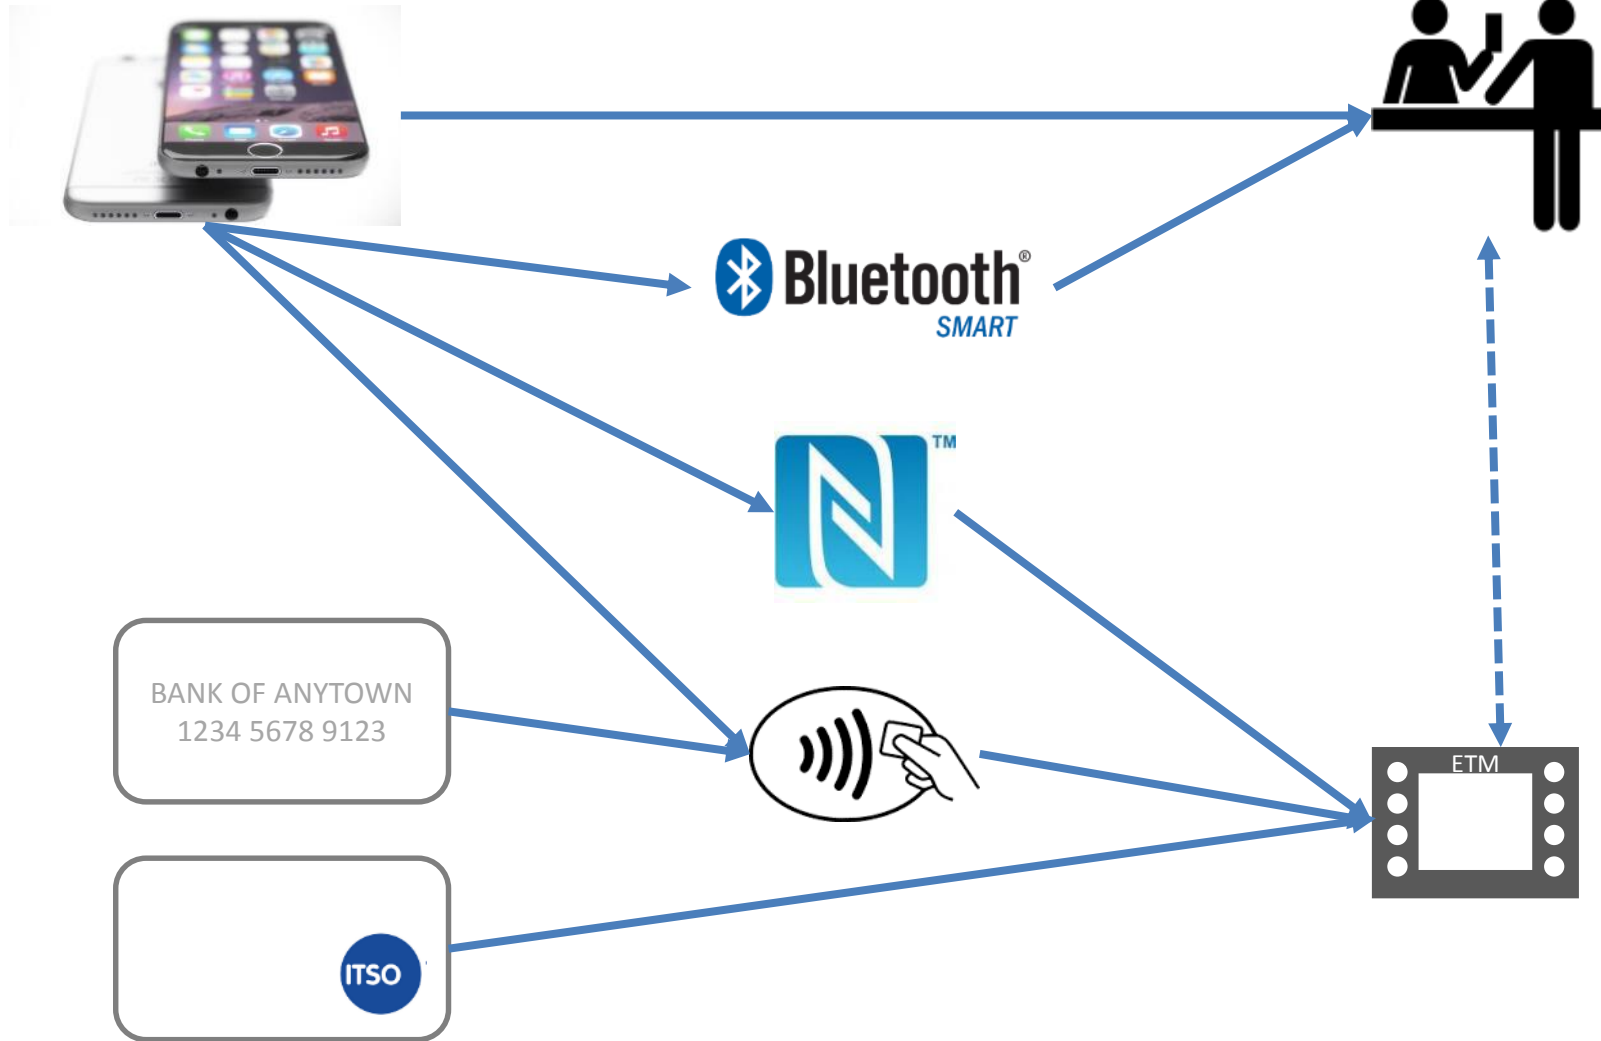 Bluetooth®
SMART
TM
BANK OF ANYTOWN
1234 5678 9123
ETM
ITSO